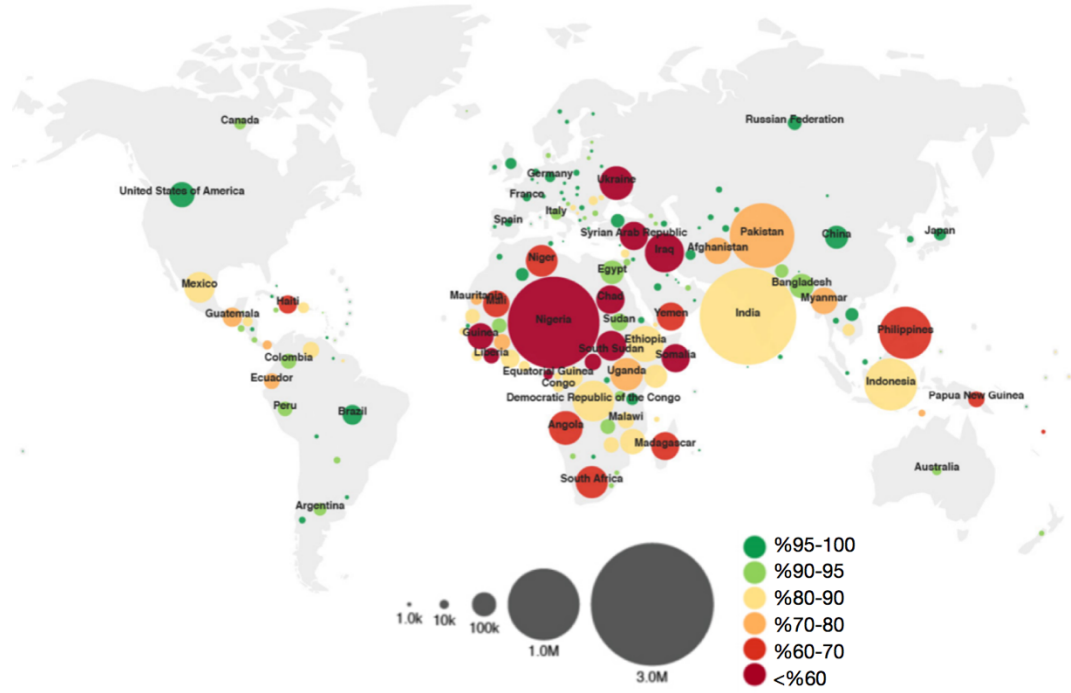 Canada
Russian Federation
United States of America
Germany
Ukraine
France
Italy
Spain
Syrian Arab Republic
Iraq
Afghanistan
Pakistan
China
Japan
Niger
Egypt
Bangladesh
Mexico
Mauritania
Mali
Chad
Myanmar
Haiti
Guatemala
Nigeria
Sudan
Yemen
India
Philippines
Guinea
Ethiopia
Liberia
South Sudan
Somalia
Colombia
Equatorial Guinea
Uganda
Ecuador
Congo
Indonesia
Democratic Republic of the Congo
Papua New Guinea
Peru
Brazil
Malawi
Angola
Madagascar
South Africa
Australia
Argentina
1.0k
10k
100k
1.0M
3.0M
%95-100
%90-95
%80-90
%70-80
%60-70
<%60